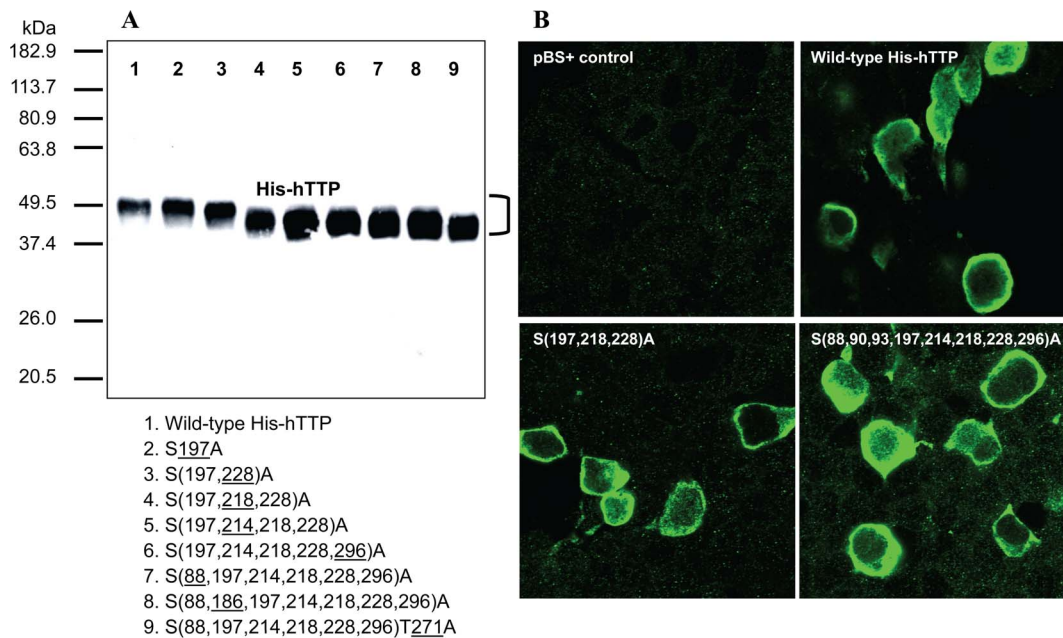 A
kDa
182.9
113.7
80.9
63.8
49.5
37.4
26.0
20.5
1 2 3 4 5 6 7 8 9
His-hTTP
1. Wild-type His-hTTP
2. S197A
3. S(197,228)A
4. S(197,218,228)A
5. S(197,214,218,228)A
6. S(197,214,218,228,296)A
7. S(88,197,214,218,228,296)A
8. S(88,186,197,214,218,228,296)A
9. S(88,197,214,218,228,296)T271A
B
pBS+ control
Wild-type His-hTTP
S(197,218,228)A
S(88,90,93,197,214,218,228,296)A